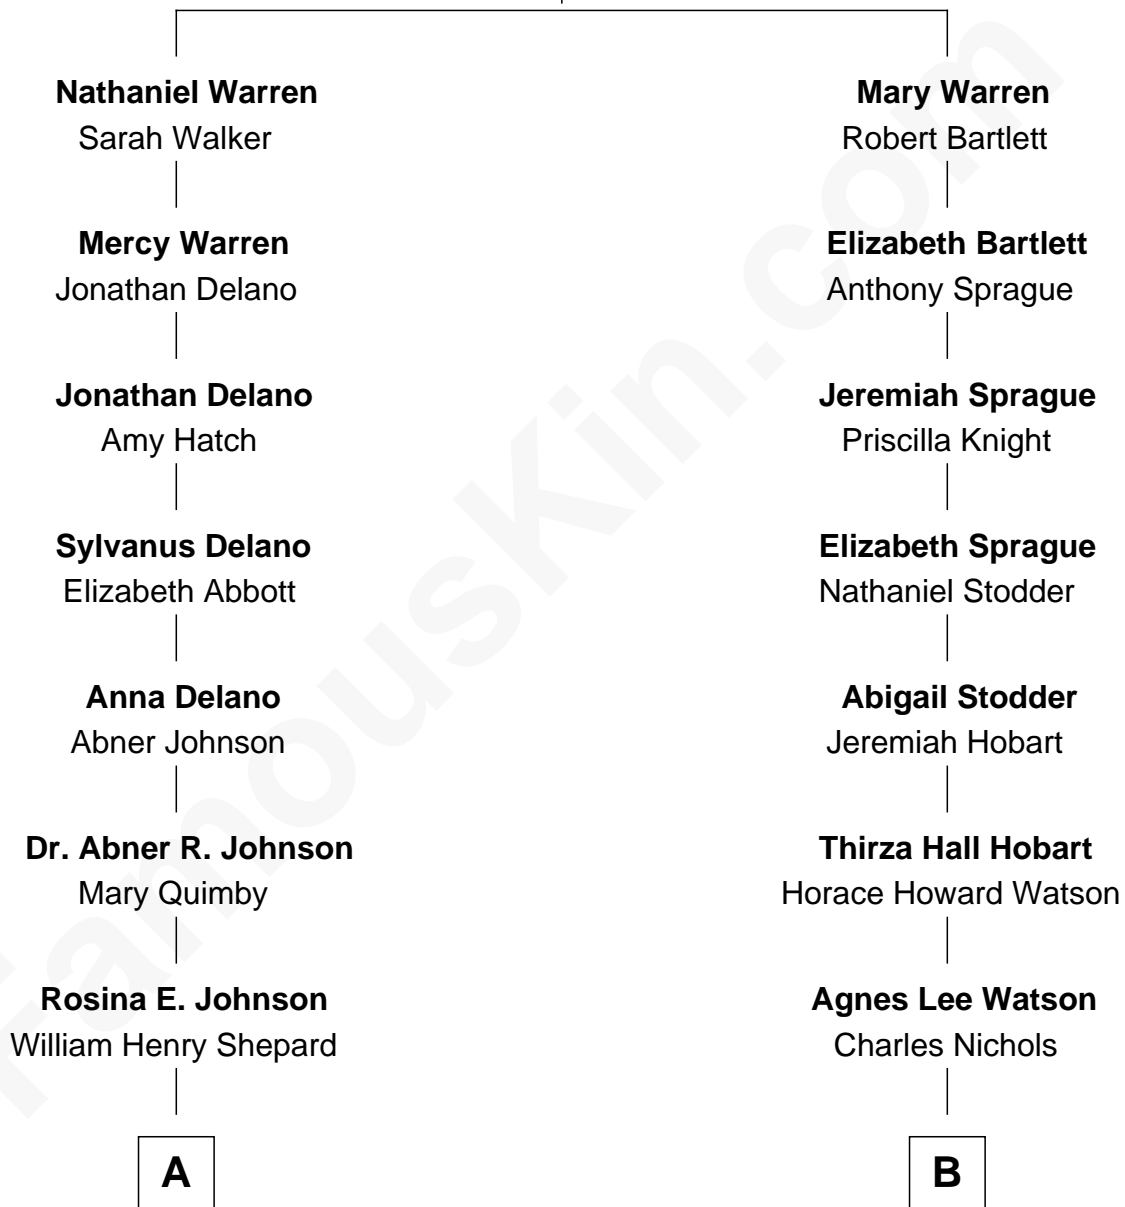 Nathaniel Warren
Sarah Walker
Mercy Warren
Jonathan Delano
Jonathan Delano
Amy Hatch
Sylvanus Delano
Elizabeth Abbott
Anna Delano
Abner Johnson
Dr. Abner R. Johnson
Mary Quimby
Rosina E. Johnson
William Henry Shepard
A
Mary Warren
Robert Bartlett
Elizabeth Bartlett
Anthony Sprague
Jeremiah Sprague
Priscilla Knight
Elizabeth Sprague
Nathaniel Stodder
Abigail Stodder
Jeremiah Hobart
Thirza Hall Hobart
Horace Howard Watson
Agnes Lee Watson
Charles Nichols
B
FamousKin.com